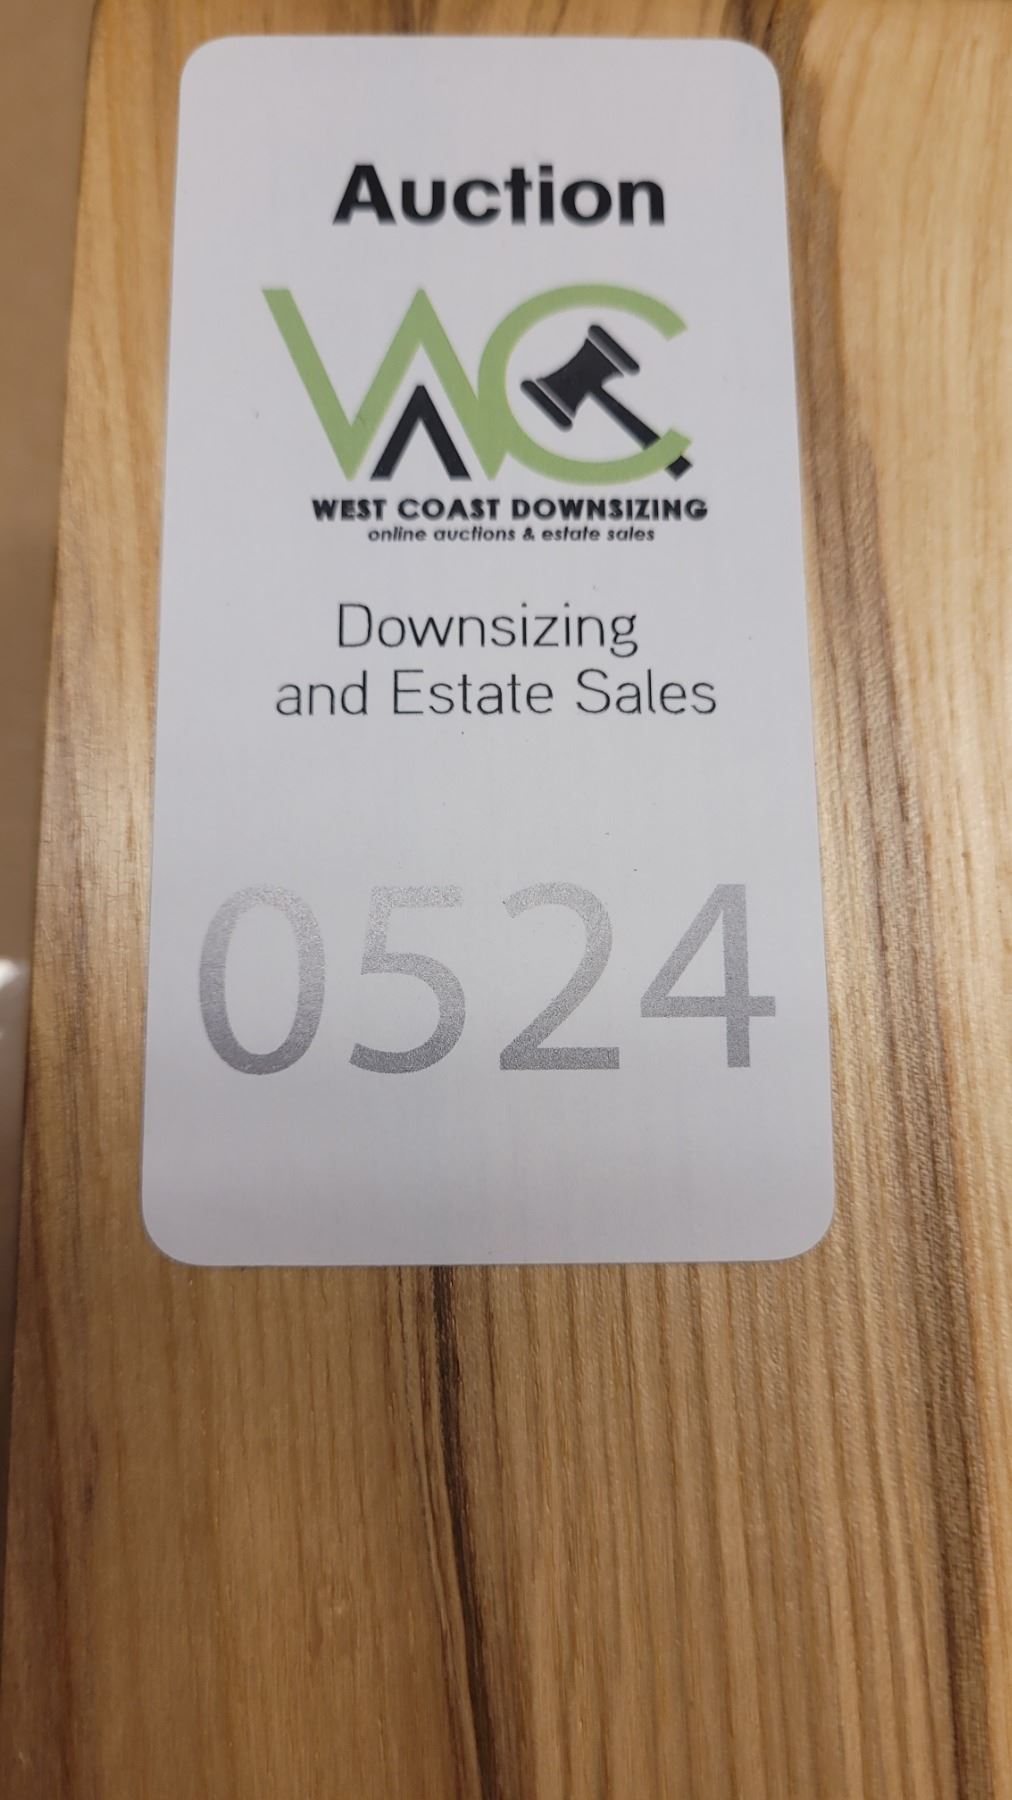 Auction
WC
WEST COAST DOWNSIZING
online auctions & estate sales
Downsizing
and Estate Sales
0524